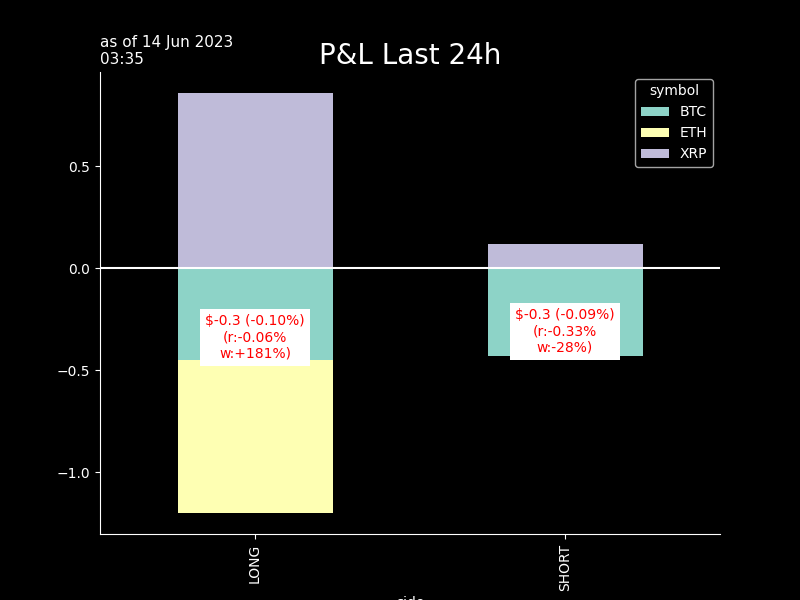 as of 14 Jun 2023
03:35
P&L Last 24h
symbol
BTC
ETH
XRP
0.5
0.0
−0.5
−1.0
$-0.3 (-0.10%)
(r:-0.06%
w:+181%)
$-0.3 (-0.09%)
(r:-0.33%
w:-28%)
LONG
SHORT